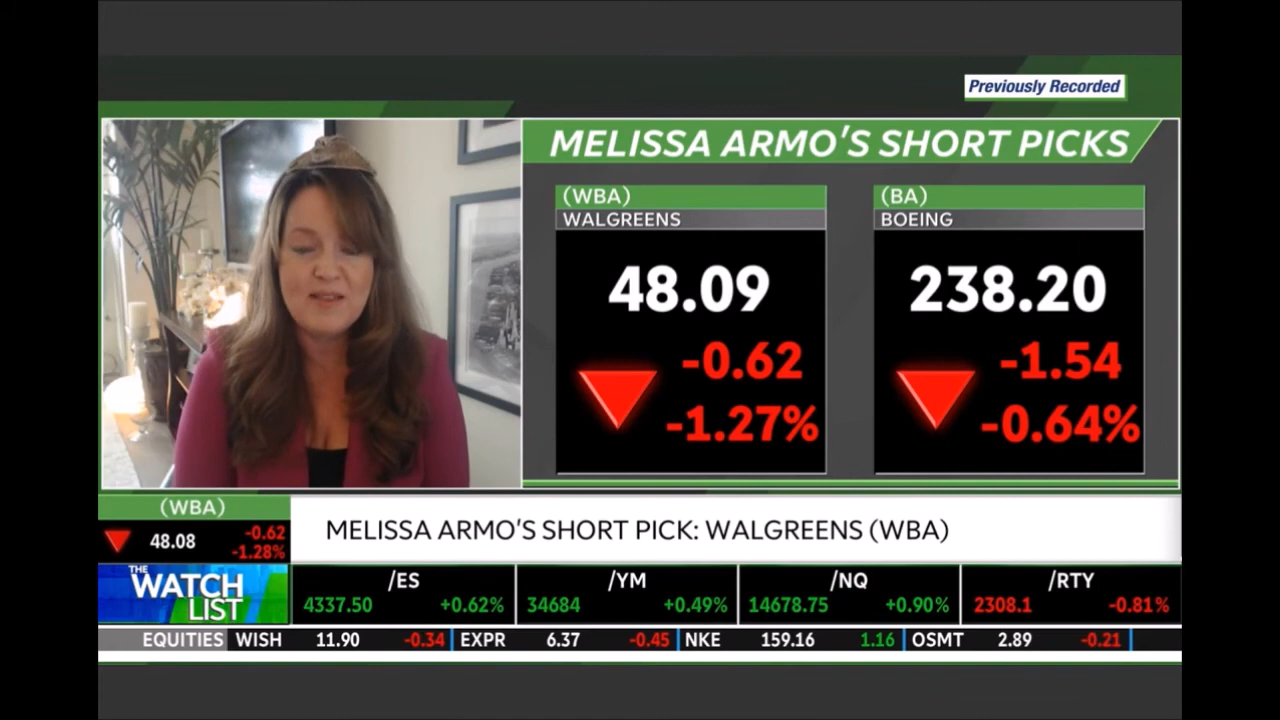 Previously Recorded
MELISSA ARMO'S SHORT PICKS
(WBA)
WALGREENS
48.09
-0.62
-1.27%
(BA)
BOEING
238.20
-1.54
-0.64%
(WBA)
48.08
-0.62
-1.28%
MELISSA ARMO'S SHORT PICK: WALGREENS (WBA)
THE
WATCH
LIST
/ES
4337.50 +0.62%
/YM
34684 +0.49%
/NQ
14678.75 +0.90%
/RTY
2308.1 -0.81%
EQUITIES WISH 11.90 -0.34 EXPR 6.37 -0.45 NKE 159.16 1.16 OSMT 2.89 -0.21